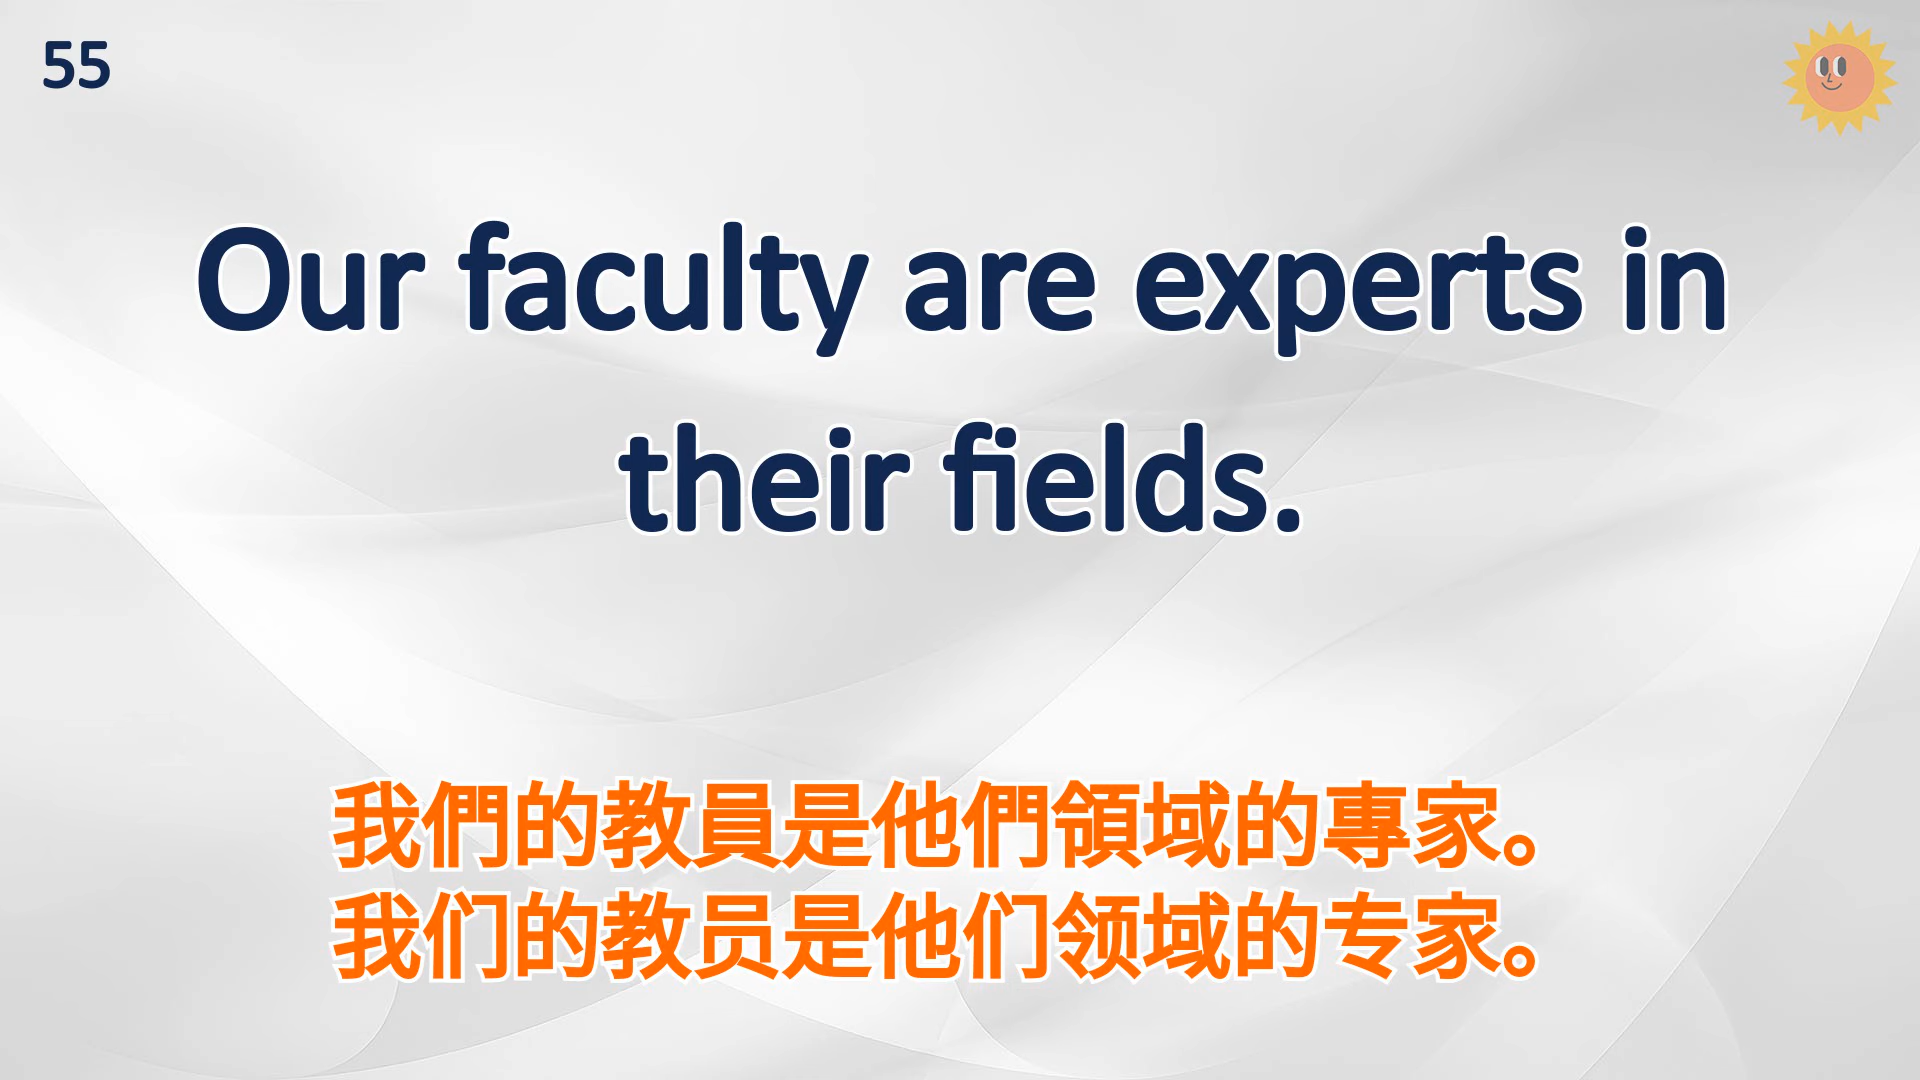 55
Our faculty are experts in
their fields.
我們的教員是他們領域的專家。
我们的教员是他们领域的专家。